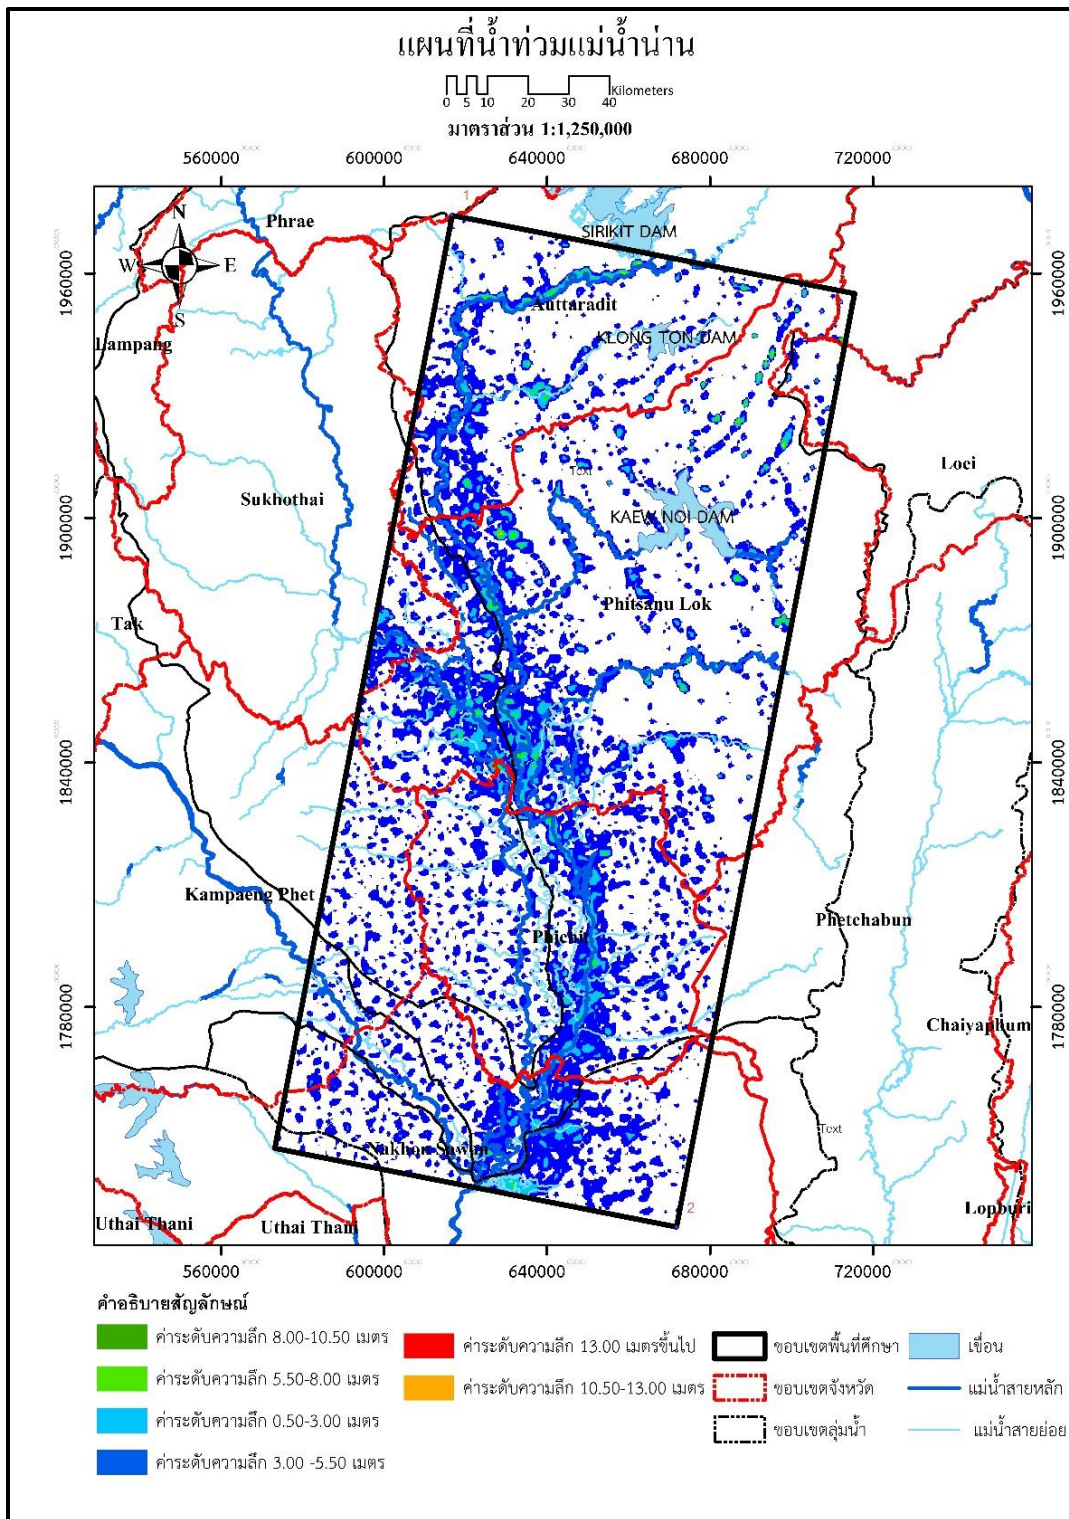 แผนที่น้ำท่วมแม่น้ำน่าน
0 5 10 20 30 40 Kilometers
มาตราส่วน 1:1,250,000
560000 600000 640000 680000 720000
1
Phrae
N
W E
S
SIRIKIT DAM
1960000 1960000
Auttaradit
Lampang
KLONG TON DAM
Loei
Text
Sukhothai
KAEW NOI DAM
1900000 1900000
Phitsanu Lok
Tak
1840000 1840000
Kampaeng Phet
Phetchabun
Phichit
1780000 1780000
Chaiyaphum
Text
Nakhon Sawan
Uthai Thani
Uthai Thani
2
Lopburi
560000 600000 640000 680000 720000
คำอธิบายสัญลักษณ์
ค่าระดับความลึก 8.00-10.50 เมตร
ค่าระดับความลึก 5.50-8.00 เมตร
ค่าระดับความลึก 0.50-3.00 เมตร
ค่าระดับความลึก 3.00 -5.50 เมตร
ค่าระดับความลึก 13.00 เมตรขึ้นไป
ค่าระดับความลึก 10.50-13.00 เมตร
ขอบเขตพื้นที่ศึกษา
ขอบเขตจังหวัด
ขอบเขตลุ่มน้ำ
เขื่อน
แม่น้ำสายหลัก
แม่น้ำสายย่อย